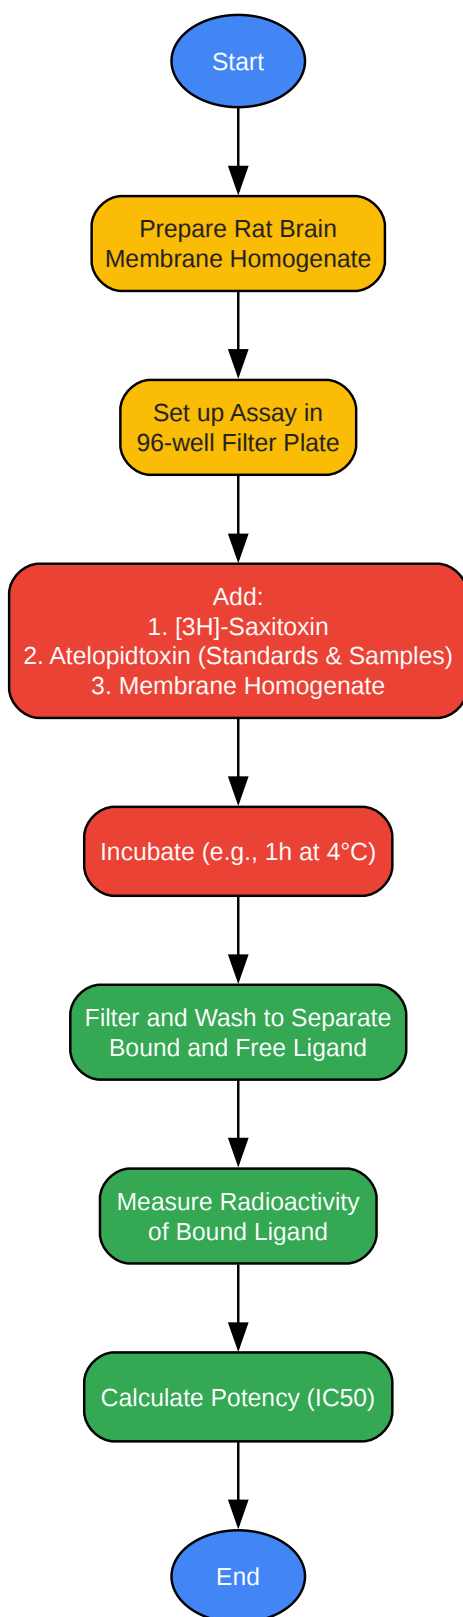 Start
Prepare Rat Brain
Membrane Homogenate
Set up Assay in
96-well Filter Plate
Add:
1. [3H]-Saxitoxin
2. Atelopidtoxin (Standards & Samples)
3. Membrane Homogenate
Incubate (e.g., 1h at 4°C)
Filter and Wash to Separate
Bound and Free Ligand
Measure Radioactivity
of Bound Ligand
Calculate Potency (IC50)
End